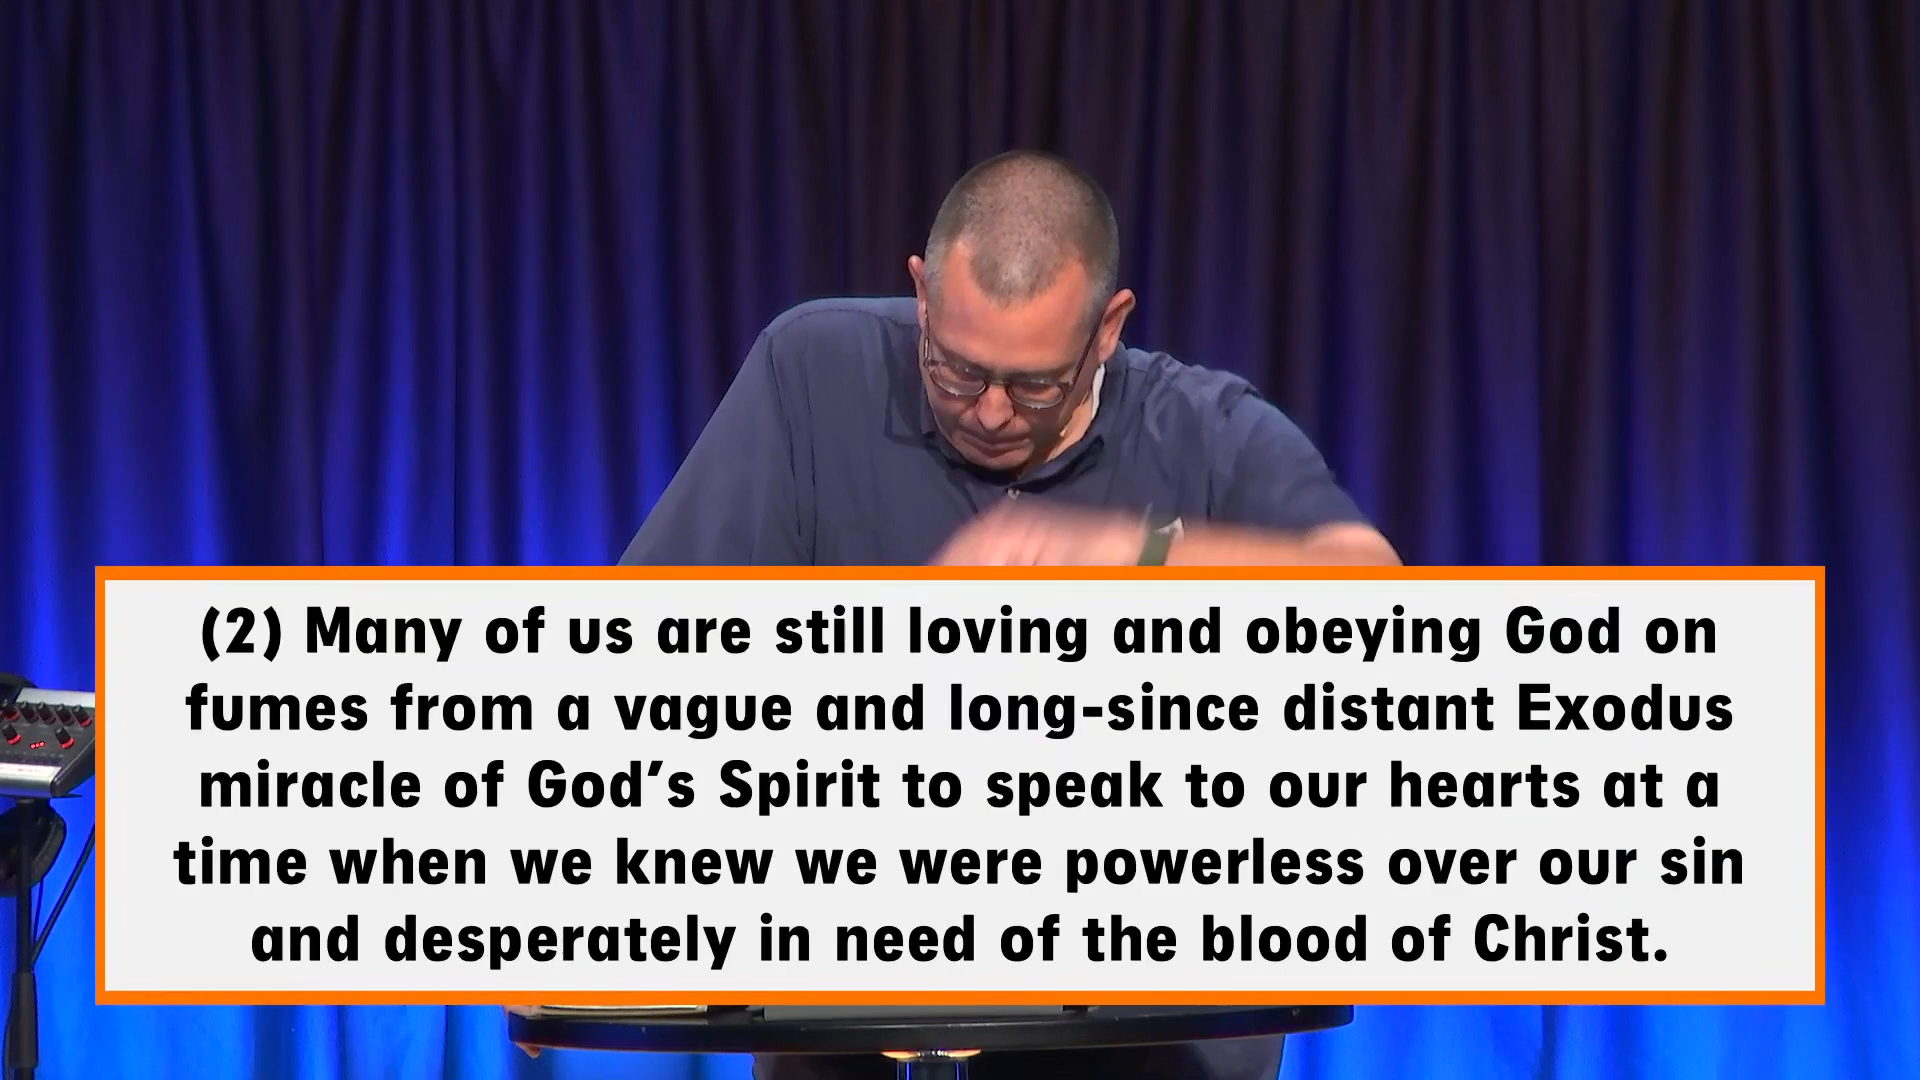 (2) Many of us are still loving and obeying God on
fumes from a vague and long-since distant Exodus
miracle of God’s Spirit to speak to our hearts at a
time when we knew we were powerless over our sin
and desperately in need of the blood of Christ.